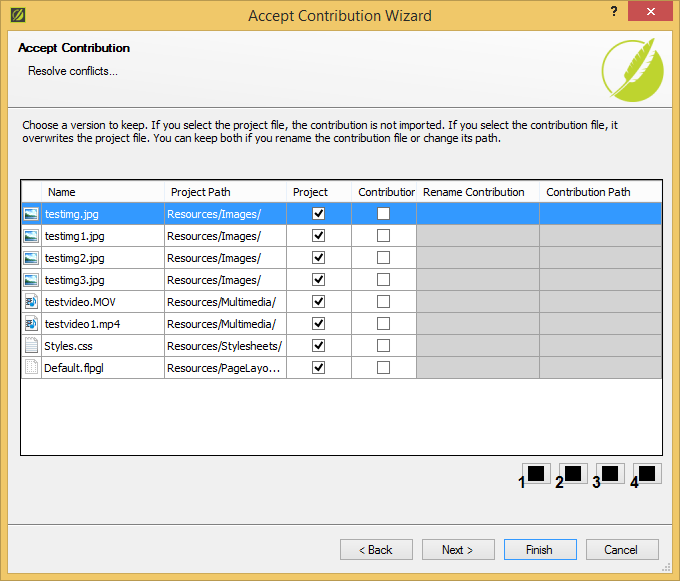 Accept Contribution Wizard
?
Accept Contribution
Resolve conflicts...
Choose a version to keep. If you select the project file, the contribution is not imported. If you select the contribution file, it
overwrites the project file. You can keep both if you rename the contribution file or change its path.
Name Project Path Project Contribution Rename Contribution Contribution Path
testimg.jpg Resources/Images/
testimg1.jpg Resources/Images/
testimg2.jpg Resources/Images/
testimg3.jpg Resources/Images/
testvideo.MOV Resources/Multimedia/
testvideo1.mp4 Resources/Multimedia/
Styles.css Resources/Stylesheets/
Default.flpgl Resources/PageLayo...
1 2 3 4
< Back Next > Finish Cancel